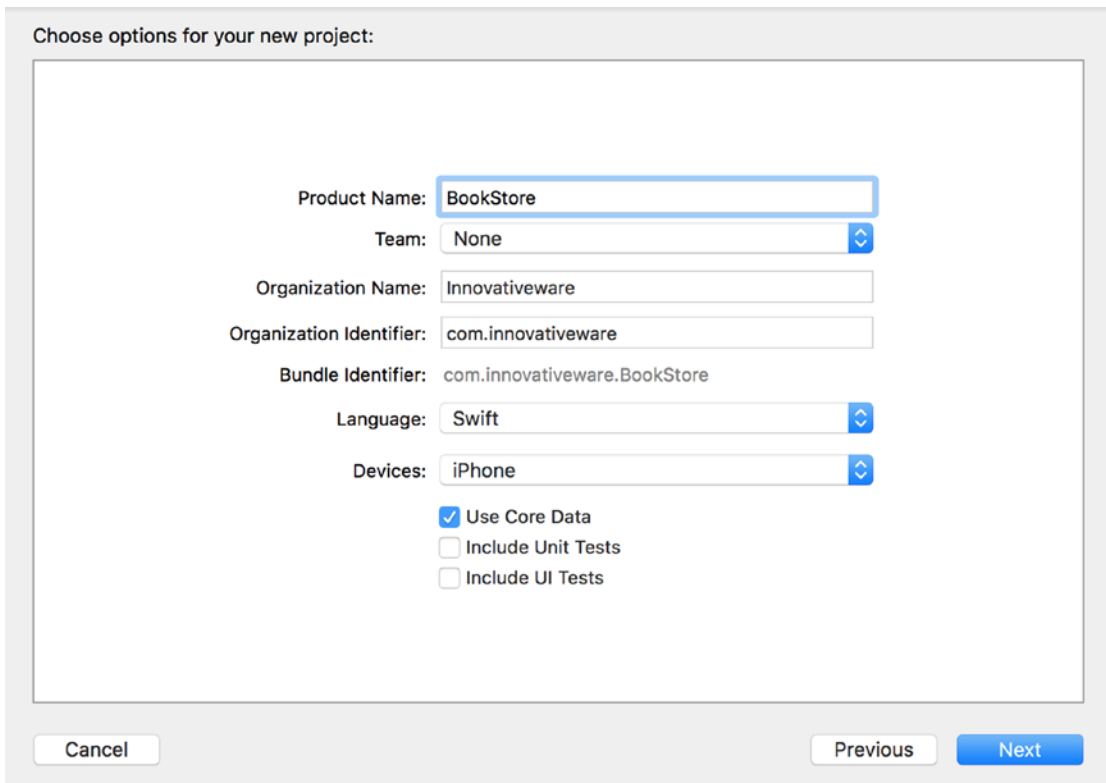 Choose options for your new project:
Product Name: BookStore
Team: None
Organization Name: Innovativeware
Organization Identifier: com.innovativeware
Bundle Identifier: com.innovativeware.BookStore
Language: Swift
Devices: iPhone
Use Core Data
Include Unit Tests
Include UI Tests
Cancel Previous Next